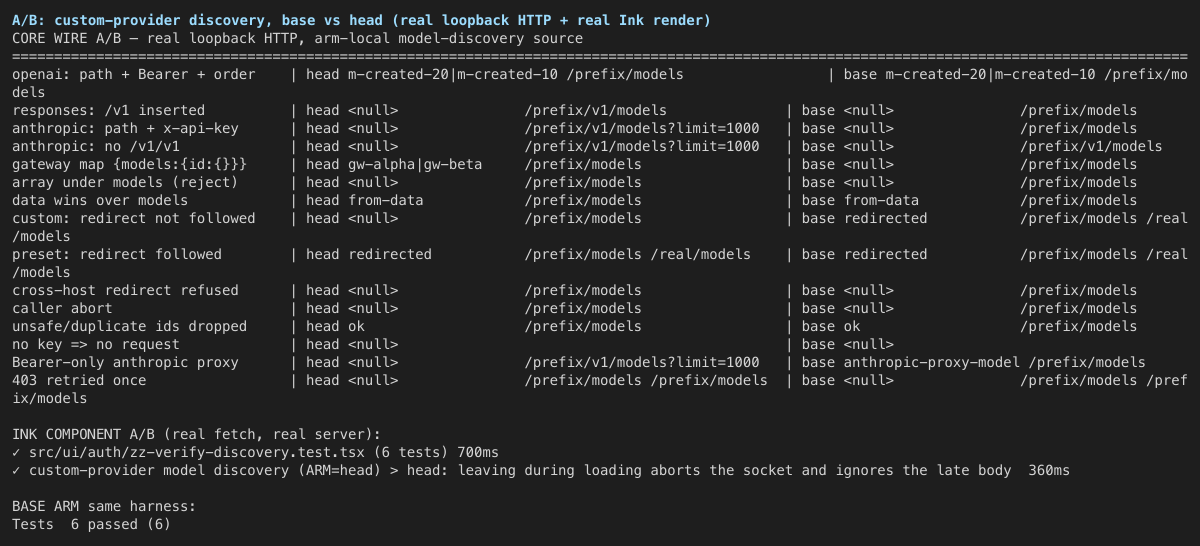 A/B: custom-provider discovery, base vs head (real loopback HTTP + real Ink render)
CORE WIRE A/B — real loopback HTTP, arm-local model-discovery source
====================================================================================================================================================
openai: path + Bearer + order    | head m-created-20|m-created-10 /prefix/models                  | base m-created-20|m-created-10 /prefix/mo
dels
responses: /v1 inserted          | head <null>                /prefix/v1/models               | base <null>                /prefix/models
anthropic: path + x-api-key      | head <null>                /prefix/v1/models?limit=1000   | base <null>                /prefix/models
anthropic: no /v1/v1             | head <null>                /prefix/v1/models?limit=1000   | base <null>                /prefix/v1/models
gateway map {models:{id:{}}}     | head gw-alpha|gw-beta      /prefix/models                  | base <null>                /prefix/models
array under models (reject)      | head <null>                /prefix/models                  | base <null>                /prefix/models
data wins over models            | head from-data             /prefix/models                  | base from-data             /prefix/models
custom: redirect not followed    | head <null>                /prefix/models                  | base redirected            /prefix/models /real
/models
preset: redirect followed        | head redirected            /prefix/models /real/models     | base redirected            /prefix/models /real
/models
cross-host redirect refused      | head <null>                /prefix/models                  | base <null>                /prefix/models
caller abort                     | head <null>                /prefix/models                  | base <null>                /prefix/models
unsafe/duplicate ids dropped     | head ok                    /prefix/models                  | base ok                    /prefix/models
no key => no request             | head <null>                                                | base <null>
Bearer-only anthropic proxy      | head <null>                /prefix/v1/models?limit=1000   | base anthropic-proxy-model /prefix/models
403 retried once                 | head <null>                /prefix/models /prefix/models  | base <null>                /prefix/models /pref
ix/models
INK COMPONENT A/B (real fetch, real server):
✓ src/ui/auth/zz-verify-discovery.test.tsx (6 tests) 700ms
✓ custom-provider model discovery (ARM=head) > head: leaving during loading aborts the socket and ignores the late body  360ms
BASE ARM same harness:
Tests  6 passed (6)